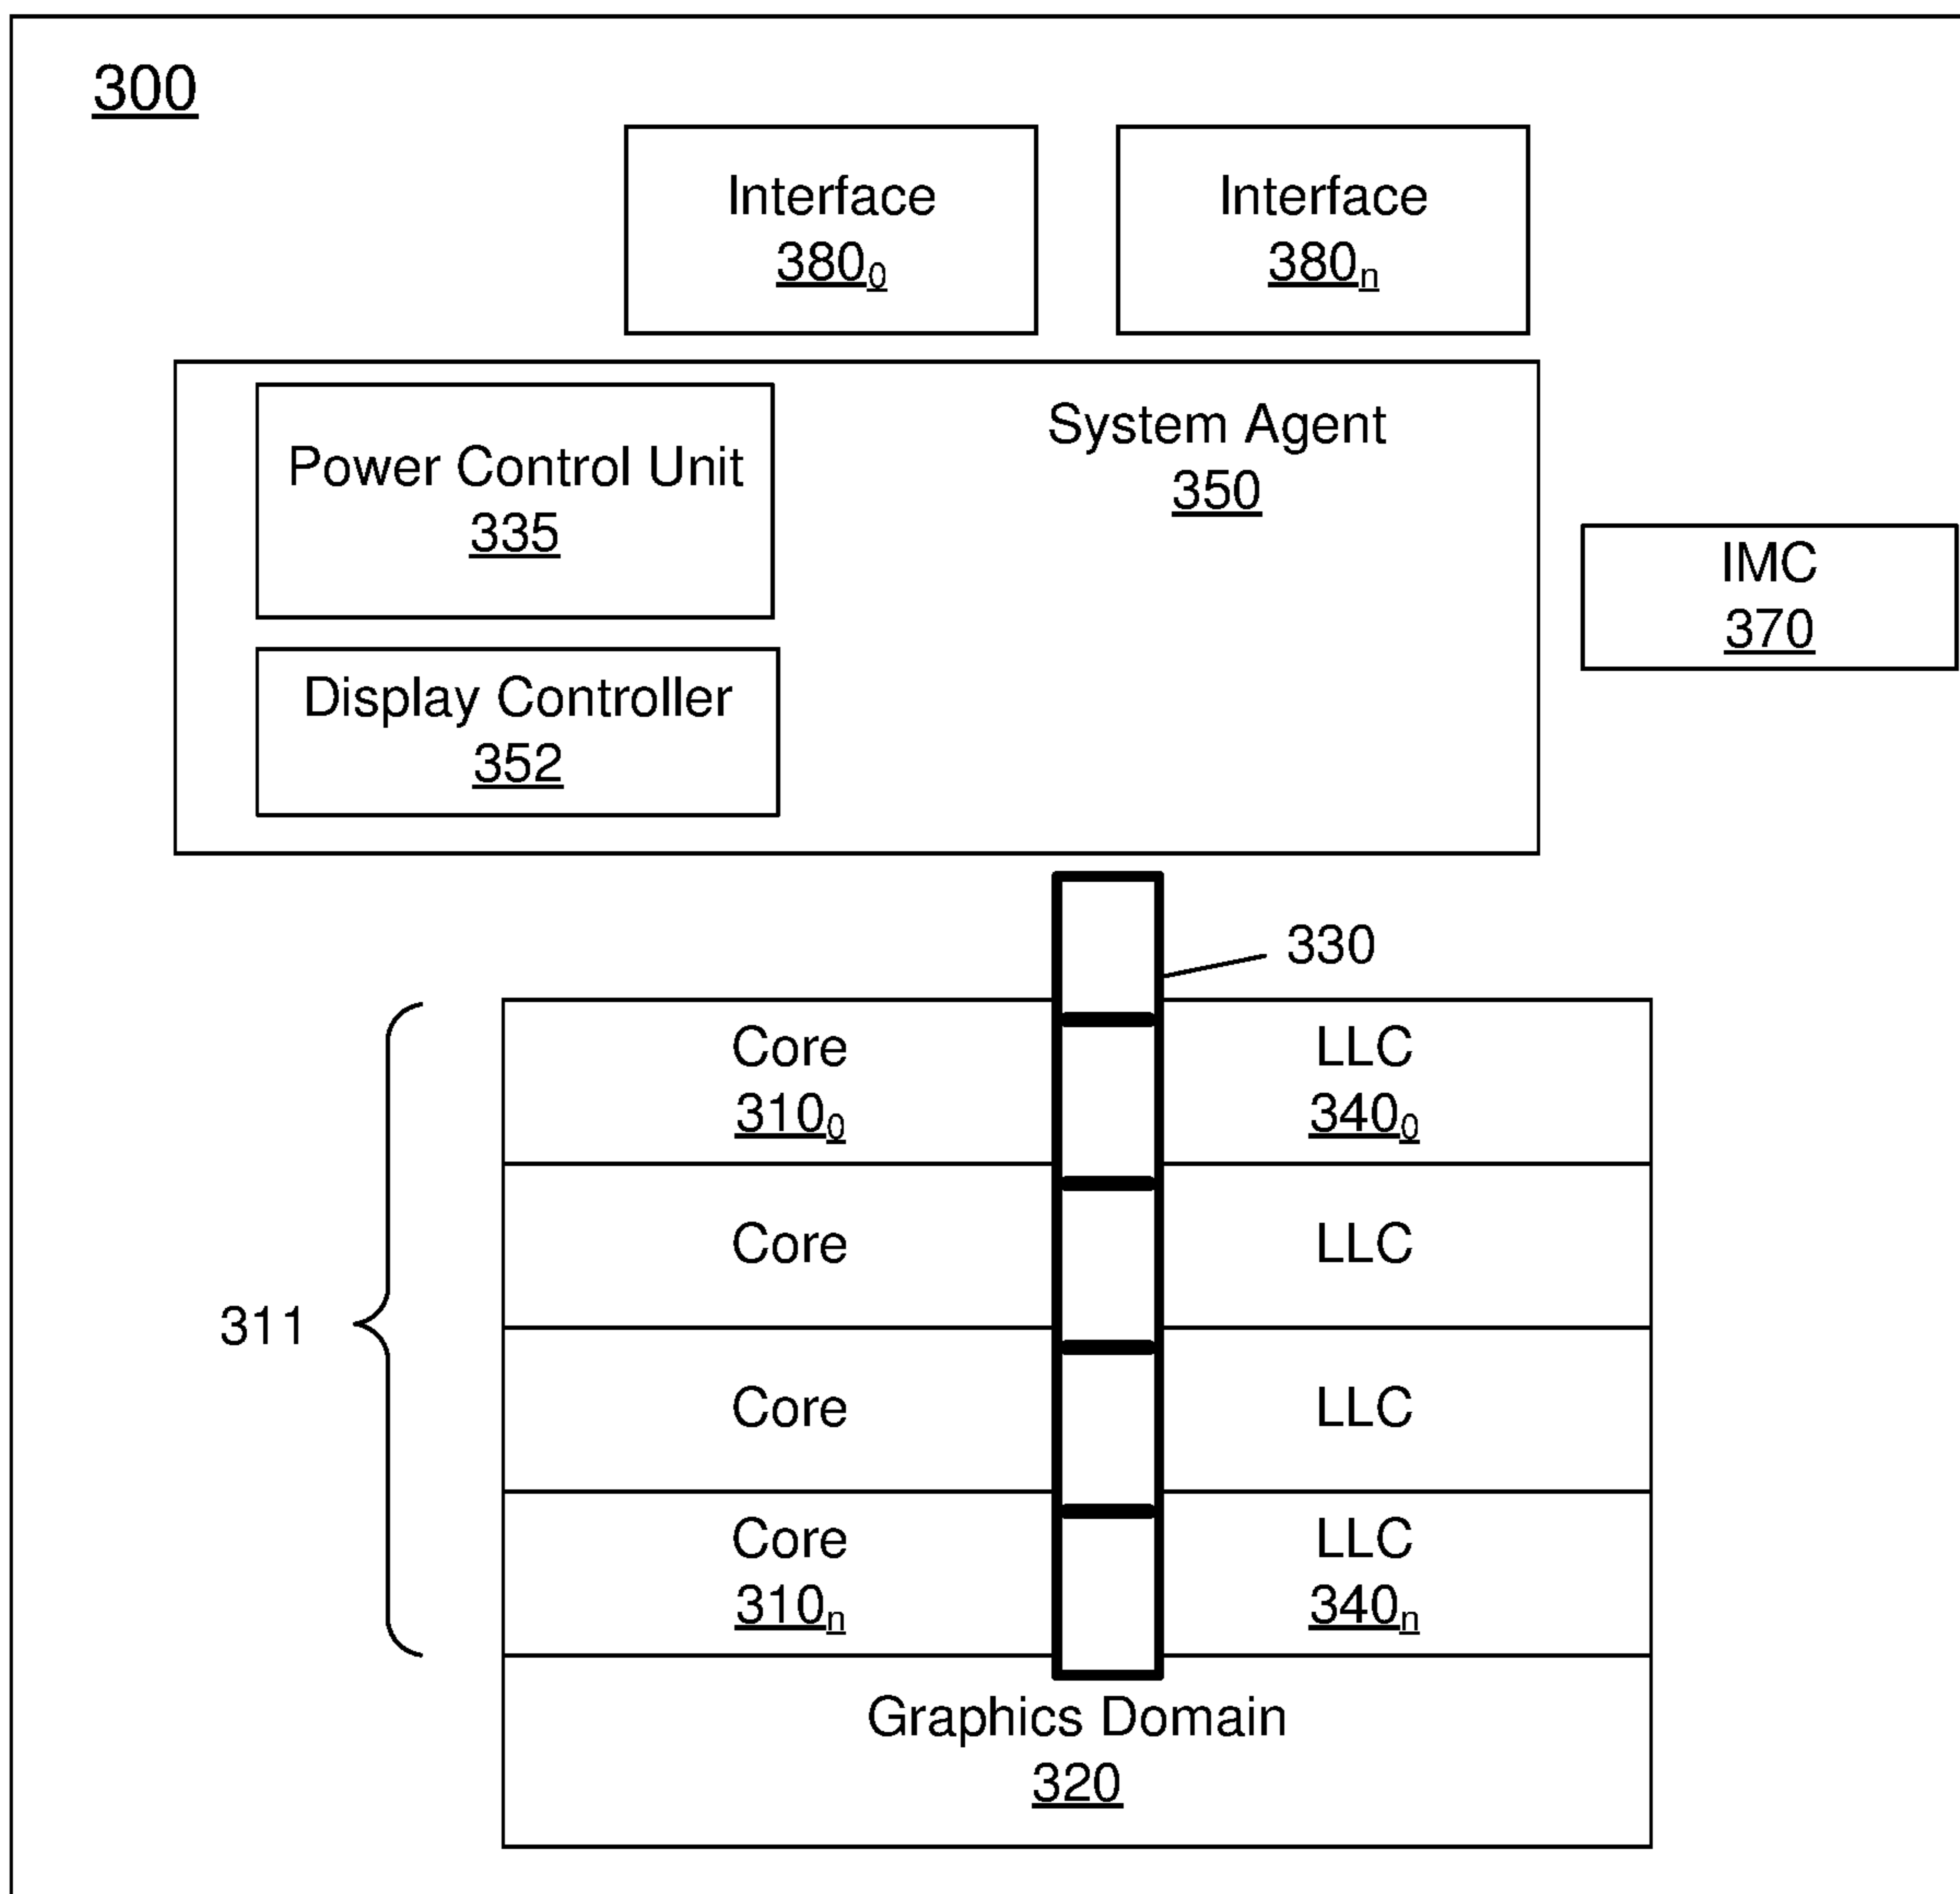 300
Interface
380₀
Interface
380ₙ
Power Control Unit
335
System Agent
350
Display Controller
352
IMC
370
330
311
Core
310₀
LLC
340₀
Core
LLC
Core
LLC
Core
310ₙ
LLC
340ₙ
Graphics Domain
320